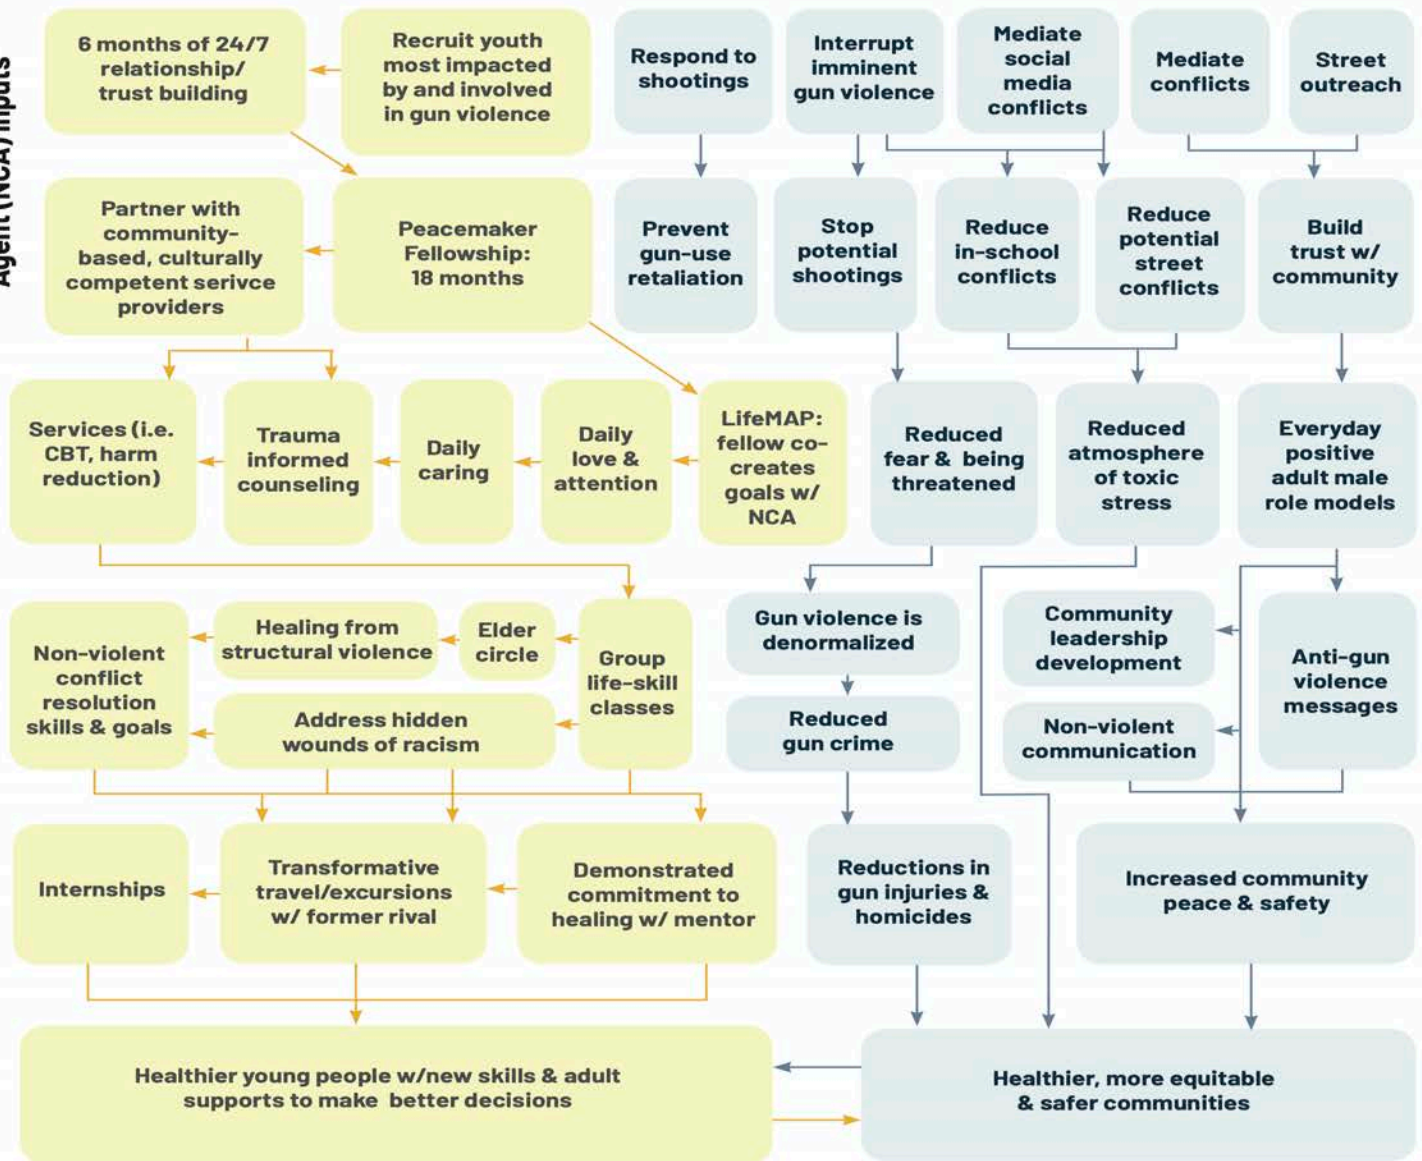 Agent (NCA) Inputs
6 months of 24/7
relationship/
trust building
Recruit youth
most impacted
by and involved
in gun violence
Respond to
shootings
Interrupt
imminent
gun violence
Mediate
social
media
conflicts
Mediate
conflicts
Street
outreach
Partner with
community-
based, culturally
competent serivce
providers
Peacemaker
Fellowship:
18 months
Prevent
gun-use
retaliation
Stop
potential
shootings
Reduce
in-school
conflicts
Reduce
potential
street
conflicts
Build
trust w/
community
Services (i.e.
CBT, harm
reduction)
Trauma
informed
counseling
Daily
caring
Daily
love &
attention
LifeMAP:
fellow co-
creates
goals w/
NCA
Reduced
fear & being
threatened
Reduced
atmosphere
of toxic
stress
Everyday
positive
adult male
role models
Non-violent
conflict
resolution
skills & goals
Healing from
structural violence
Elder
circle
Group
life-skill
classes
Address hidden
wounds of racism
Gun violence is
denormalized
Reduced
gun crime
Community
leadership
development
Non-violent
communication
Anti-gun
violence
messages
Internships
Transformative
travel/excursions
w/ former rival
Demonstrated
commitment to
healing w/ mentor
Reductions in
gun injuries &
homicides
Increased community
peace & safety
Healthier young people w/new skills & adult
supports to make better decisions
Healthier, more equitable
& safer communities